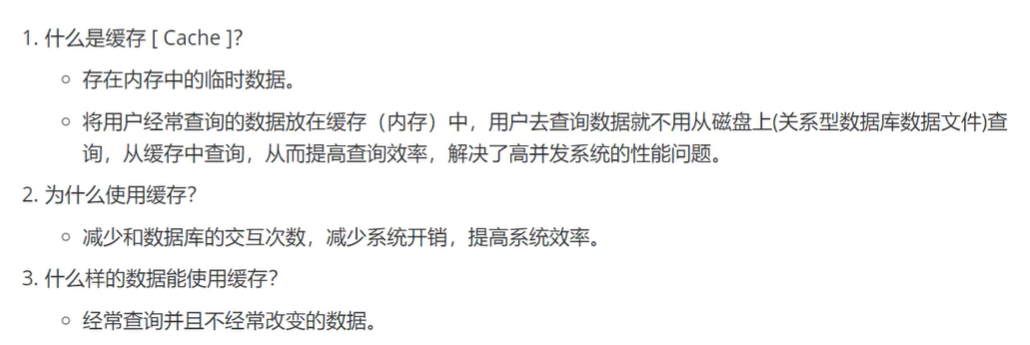 1. 什么是缓存 [ Cache ]？
○ 存在内存中的临时数据。
○ 将用户经常查询的数据放在缓存（内存）中，用户去查询数据就不用从磁盘上(关系型数据库数据文件)查
询，从缓存中查询，从而提高查询效率，解决了高并发系统的性能问题。
2. 为什么使用缓存？
○ 减少和数据库的交互次数，减少系统开销，提高系统效率。
3. 什么样的数据能使用缓存？
○ 经常查询并且不经常改变的数据。